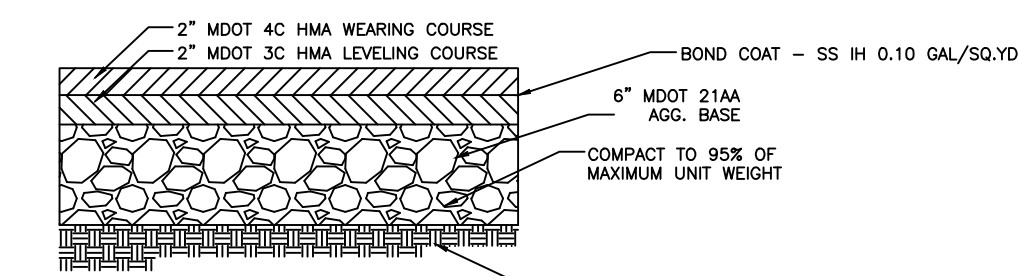 2" MDOT 4C HMA WEARING COURSE
2" MDOT 3C HMA LEVELING COURSE
BOND COAT - SS IH 0.10 GAL/SQ.YD
6" MDOT 21AA
AGG. BASE
COMPACT TO 95% OF
MAXIMUM UNIT WEIGHT